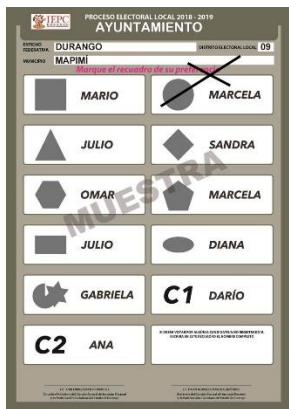 IEPC
PROCESO ELECTORAL LOCAL 2018 - 2019
AYUNTAMIENTO
ENTIDAD FEDERATIVA DURANGO DISTRITO ELECTORAL LOCAL 09
MUNICIPIO MAPIMÍ
Marque el recuadro de su preferencia
MARIO MARCELA
JULIO SANDRA
OMAR MARCELA
MUESTRA
JULIO DIANA
GABRIELA C1 DARÍO
C2 ANA